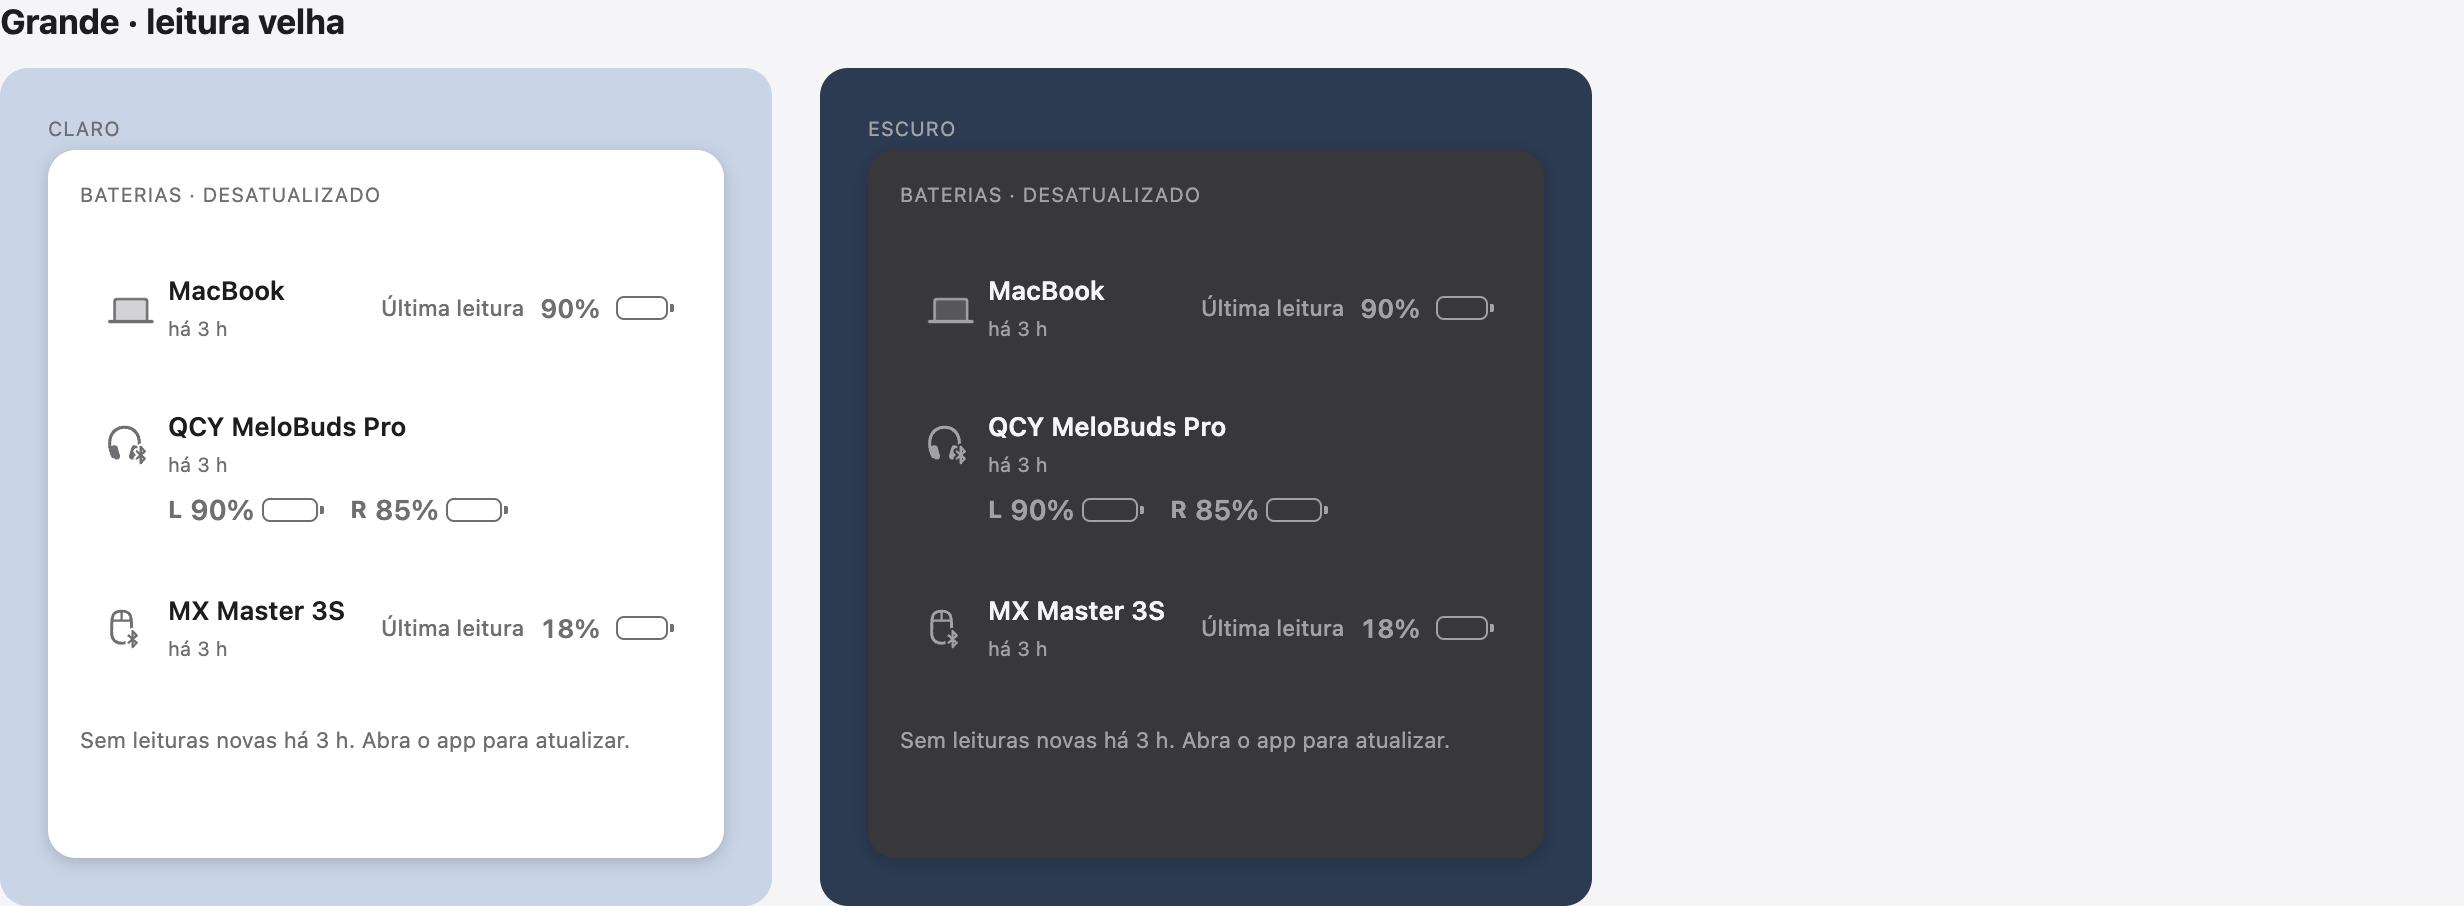 Grande · leitura velha
CLARO
BATERIAS · DESATUALIZADO
MacBook
há 3 h
Última leitura 90%
QCY MeloBuds Pro
há 3 h
L 90% R 85%
MX Master 3S
há 3 h
Última leitura 18%
Sem leituras novas há 3 h. Abra o app para atualizar.
ESCURO
BATERIAS · DESATUALIZADO
MacBook
há 3 h
Última leitura 90%
QCY MeloBuds Pro
há 3 h
L 90% R 85%
MX Master 3S
há 3 h
Última leitura 18%
Sem leituras novas há 3 h. Abra o app para atualizar.